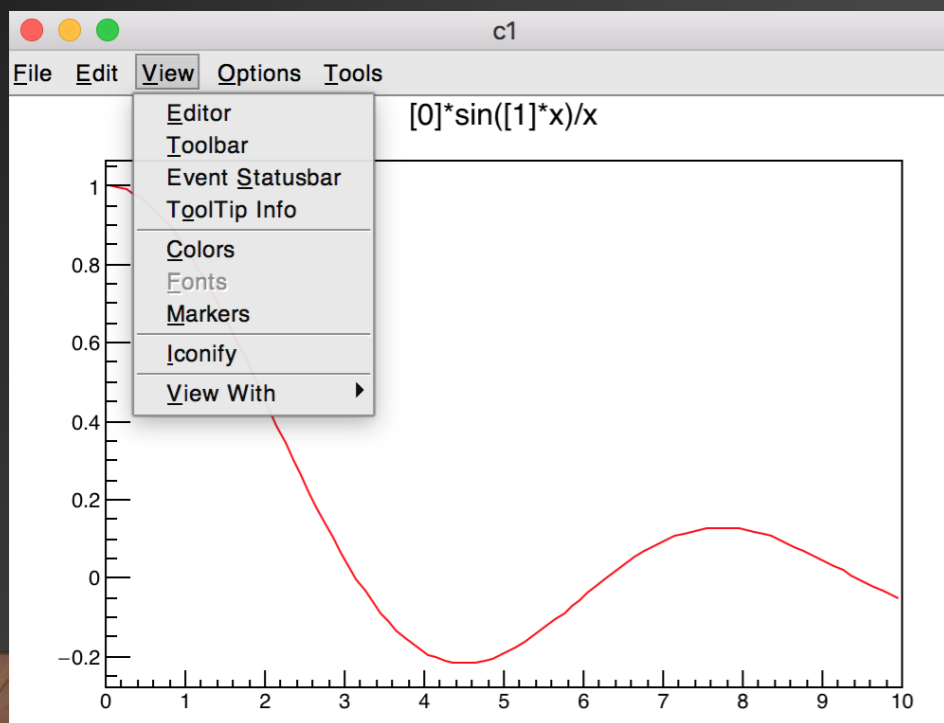 c1
File Edit View Options Tools
[0]*sin([1]*x)/x
Editor
Toolbar
Event Statusbar
ToolTip Info
Colors
Fonts
Markers
Iconify
View With
1
0.8
0.6
0.4
0.2
0
−0.2
0 1 2 3 4 5 6 7 8 9 10